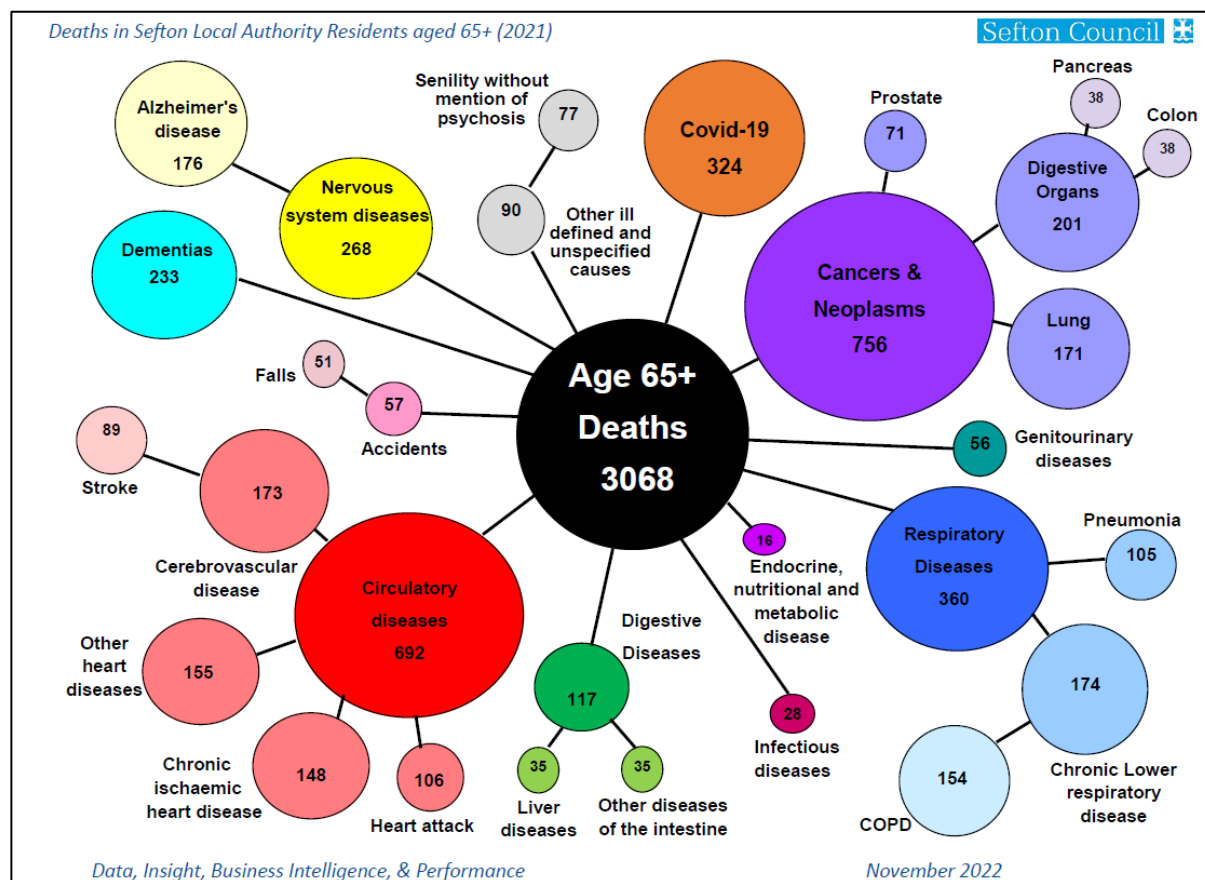 Deaths in Sefton Local Authority Residents aged 65+ (2021)
Sefton Council
Alzheimer's
disease
176
Nervous
system diseases
268
Dementias
233
Senility without
mention of
psychosis
77
90
Other ill
defined and
unspecified
causes
Covid-19
324
Prostate
71
Pancreas
38
Colon
38
Digestive
Organs
201
Cancers &
Neoplasms
756
Lung
171
Age 65+
Deaths
3068
Falls
51
57
Accidents
89
Stroke
173
Cerebrovascular
disease
Circulatory
diseases
692
Other
heart
diseases
155
Chronic
ischaemic
heart disease
148
106
Heart attack
Digestive
Diseases
117
35
Liver
diseases
35
Other diseases
of the intestine
16
Endocrine,
nutritional and
metabolic
disease
28
Infectious
diseases
56
Genitourinary
diseases
Respiratory
Diseases
360
Pneumonia
105
174
Chronic Lower
respiratory
disease
154
COPD
Data, Insight, Business Intelligence, & Performance
November 2022